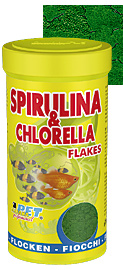 SPIRULINA
&
CHLORELLA
FLAKES
PET
- FLOCKEN - FIOCCHI -